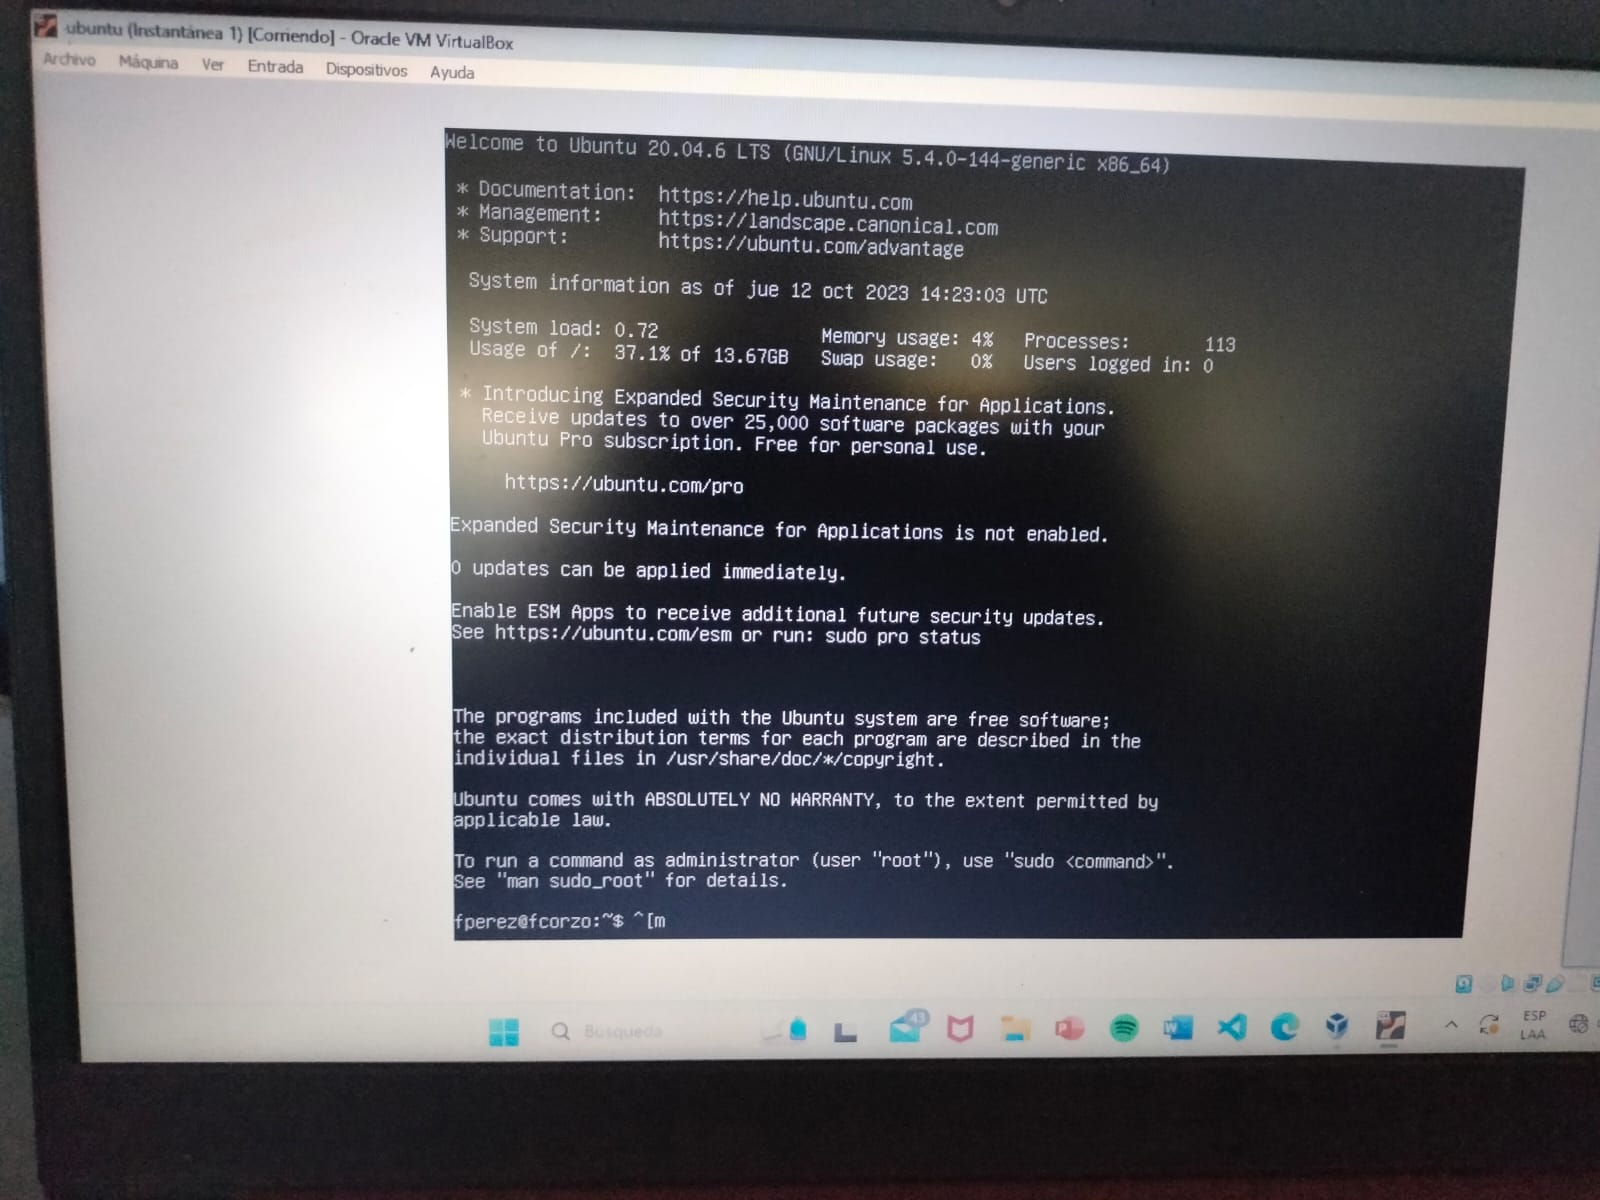 ubuntu (Instantánea 1) [Corriendo] - Oracle VM VirtualBox
Archivo Máquina Ver Entrada Dispositivos Ayuda
Welcome to Ubuntu 20.04.6 LTS (GNU/Linux 5.4.0-144-generic x86_64)
* Documentation: https://help.ubuntu.com
* Management: https://landscape.canonical.com
* Support: https://ubuntu.com/advantage
System information as of jue 12 oct 2023 14:23:03 UTC
System load: 0.72 Memory usage: 4% Processes: 113
Usage of /: 37.1% of 13.67GB Swap usage: 0% Users logged in: 0
* Introducing Expanded Security Maintenance for Applications.
Receive updates to over 25,000 software packages with your
Ubuntu Pro subscription. Free for personal use.
https://ubuntu.com/pro
Expanded Security Maintenance for Applications is not enabled.
0 updates can be applied immediately.
Enable ESM Apps to receive additional future security updates.
See https://ubuntu.com/esm or run: sudo pro status
The programs included with the Ubuntu system are free software;
the exact distribution terms for each program are described in the
individual files in /usr/share/doc/*/copyright.
Ubuntu comes with ABSOLUTELY NO WARRANTY, to the extent permitted by
applicable law.
To run a command as administrator (user "root"), use "sudo <command>".
See "man sudo_root" for details.
fperez@fcorzo:~$ ^[m
Búsqueda
43
ESP
LAA